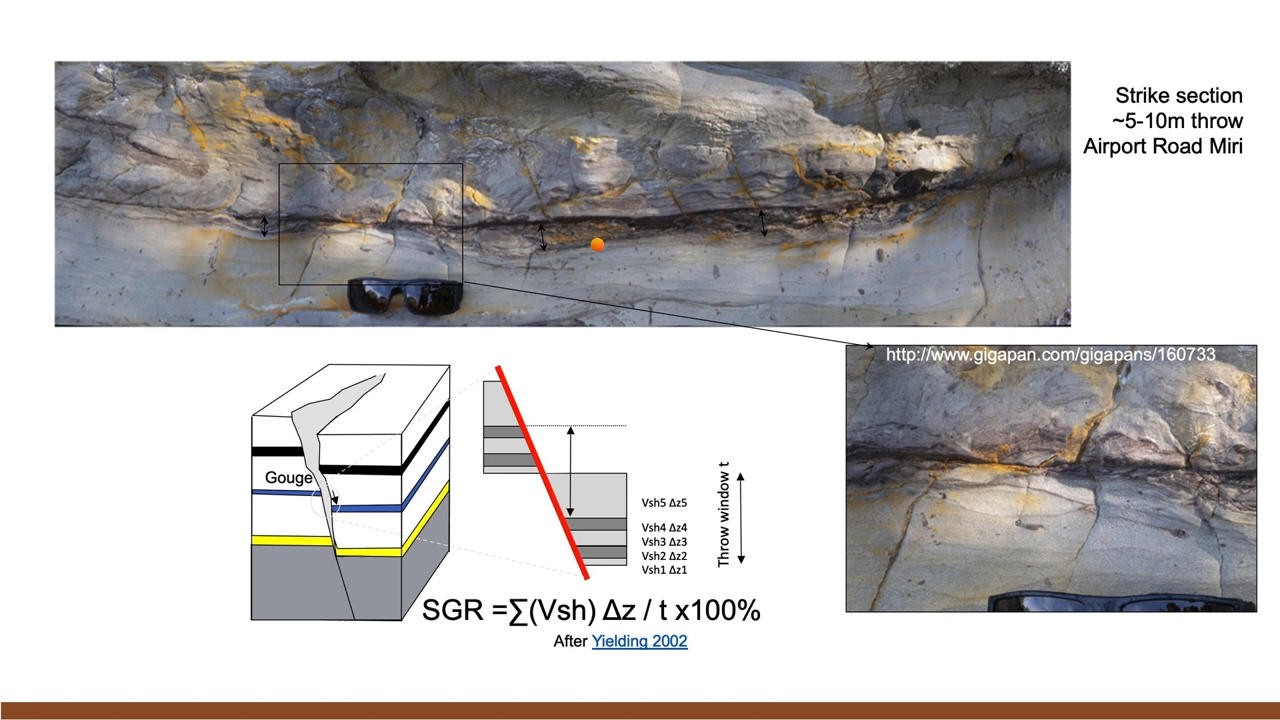 Strike section
~5-10m throw
Airport Road Miri
http://www.gigapan.com/gigapans/160733
Gouge
Vsh5 Δz5
Vsh4 Δz4
Vsh3 Δz3
Vsh2 Δz2
Vsh1 Δz1
Throw window t
SGR =∑(Vsh) Δz / t x100%
After Yielding 2002